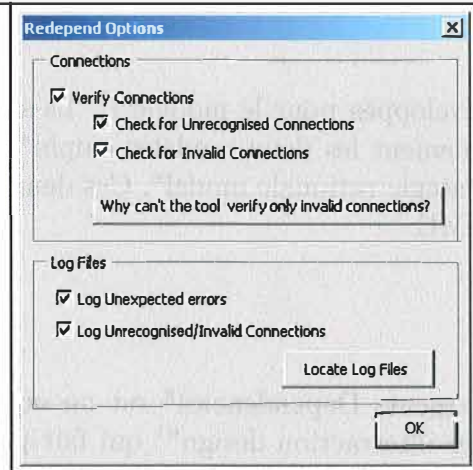 Redepend Options
Connections
Verify Connections
Check for Unrecognised Connections
Check for Invalid Connections
Why can't the tool verify only invalid connections?
Log Files
Log Unexpected errors
Log Unrecognised/Invalid Connections
Locate Log Files
OK